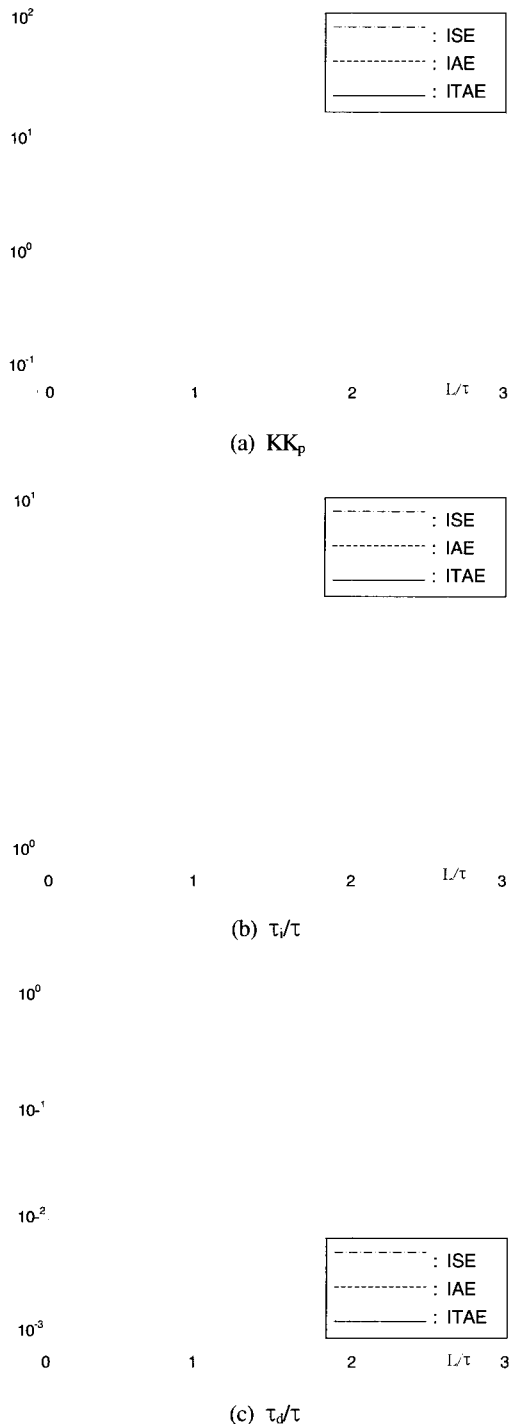 10²
: ISE
: IAE
: ITAE
10¹
10⁰
10⁻¹
0 1 2 L/τ 3
(a) KKₚ
10¹
: ISE
: IAE
: ITAE
10⁰
0 1 2 L/τ 3
(b) τᵢ/τ
10⁰
10⁻¹
10⁻²
: ISE
: IAE
: ITAE
10⁻³
0 1 2 L/τ 3
(c) τd/τ